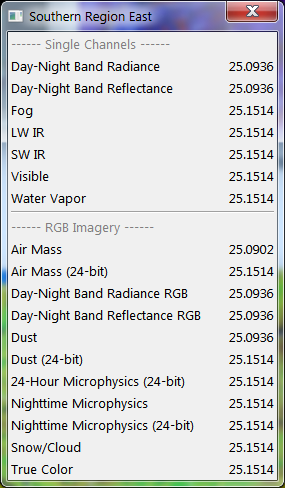 Southern Region East
------ Single Channels ------
Day-Night Band Radiance 25.0936
Day-Night Band Reflectance 25.0936
Fog 25.1514
LW IR 25.1514
SW IR 25.1514
Visible 25.1514
Water Vapor 25.1514
------ RGB Imagery ------
Air Mass 25.0902
Air Mass (24-bit) 25.1514
Day-Night Band Radiance RGB 25.0936
Day-Night Band Reflectance RGB 25.0936
Dust 25.0936
Dust (24-bit) 25.1514
24-Hour Microphysics (24-bit) 25.1514
Nighttime Microphysics 25.1514
Nighttime Microphysics (24-bit) 25.1514
Snow/Cloud 25.1514
True Color 25.1514